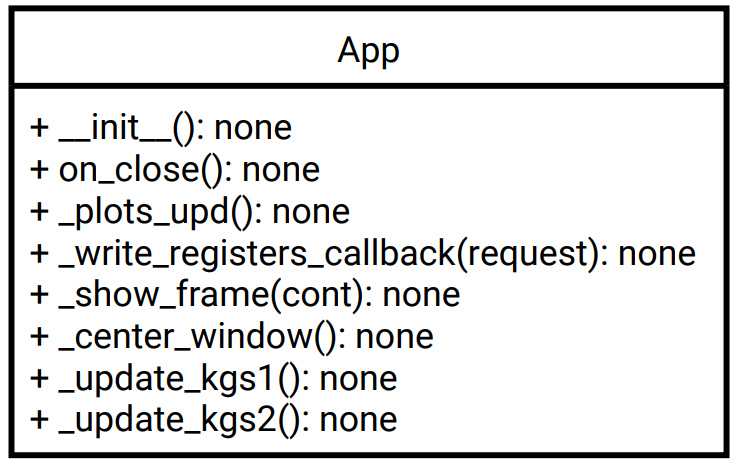 App
+ __init__(): none
+ on_close(): none
+ _plots_upd(): none
+ _write_registers_callback(request): none
+ _show_frame(cont): none
+ _center_window(): none
+ _update_kgs1(): none
+ _update_kgs2(): none